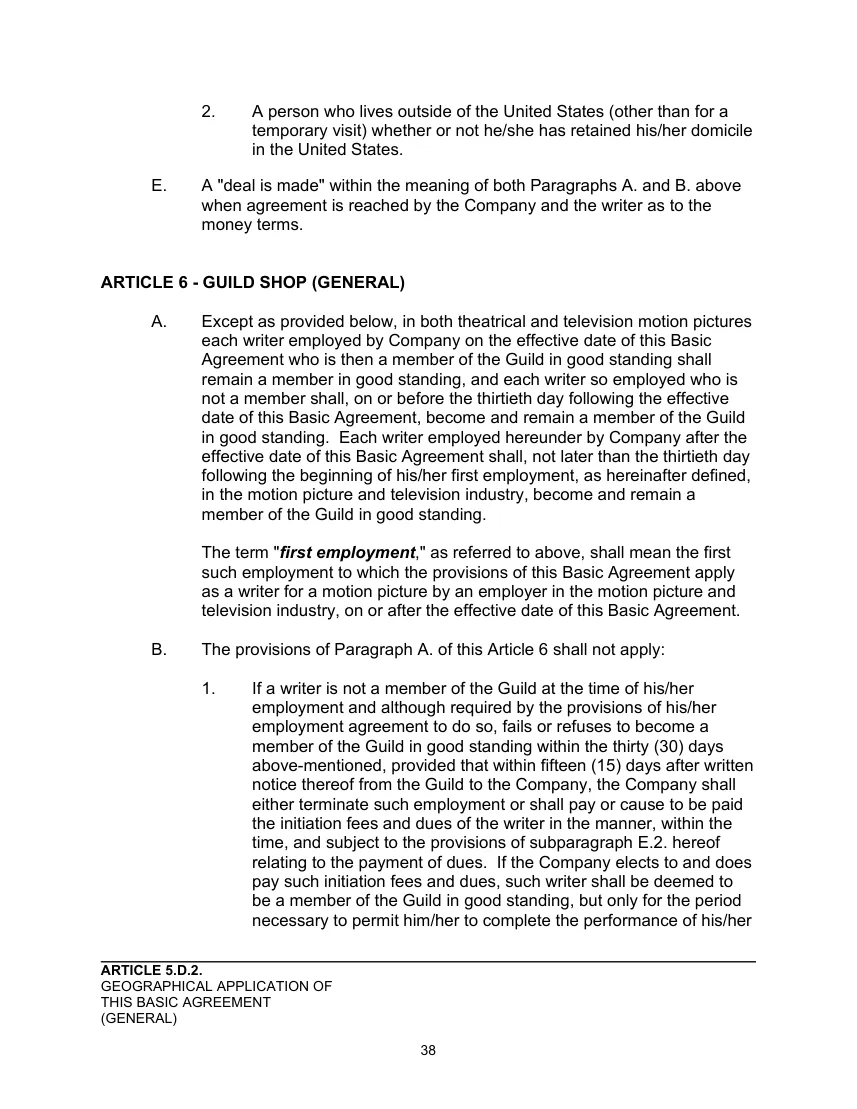 2. A person who lives outside of the United States (other than for a
temporary visit) whether or not he/she has retained his/her domicile
in the United States.
E. A "deal is made" within the meaning of both Paragraphs A. and B. above
when agreement is reached by the Company and the writer as to the
money terms.
ARTICLE 6 - GUILD SHOP (GENERAL)
A. Except as provided below, in both theatrical and television motion pictures
each writer employed by Company on the effective date of this Basic
Agreement who is then a member of the Guild in good standing shall
remain a member in good standing, and each writer so employed who is
not a member shall, on or before the thirtieth day following the effective
date of this Basic Agreement, become and remain a member of the Guild
in good standing.  Each writer employed hereunder by Company after the
effective date of this Basic Agreement shall, not later than the thirtieth day
following the beginning of his/her first employment, as hereinafter defined,
in the motion picture and television industry, become and remain a
member of the Guild in good standing.
The term "first employment," as referred to above, shall mean the first
such employment to which the provisions of this Basic Agreement apply
as a writer for a motion picture by an employer in the motion picture and
television industry, on or after the effective date of this Basic Agreement.
B. The provisions of Paragraph A. of this Article 6 shall not apply:
1. If a writer is not a member of the Guild at the time of his/her
employment and although required by the provisions of his/her
employment agreement to do so, fails or refuses to become a
member of the Guild in good standing within the thirty (30) days
above-mentioned, provided that within fifteen (15) days after written
notice thereof from the Guild to the Company, the Company shall
either terminate such employment or shall pay or cause to be paid
the initiation fees and dues of the writer in the manner, within the
time, and subject to the provisions of subparagraph E.2. hereof
relating to the payment of dues.  If the Company elects to and does
pay such initiation fees and dues, such writer shall be deemed to
be a member of the Guild in good standing, but only for the period
necessary to permit him/her to complete the performance of his/her
ARTICLE 5.D.2.
GEOGRAPHICAL APPLICATION OF
THIS BASIC AGREEMENT
(GENERAL)
38